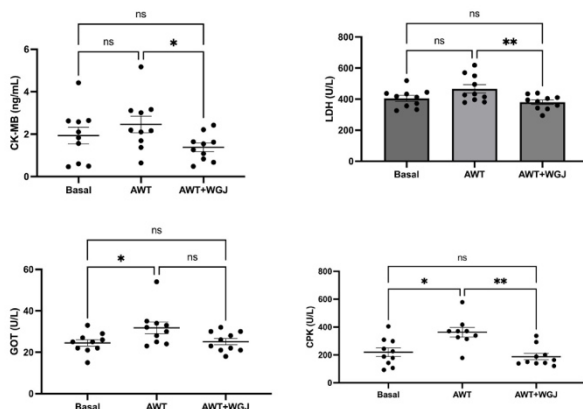 ns
ns
*
CK-MB (ng/mL)
6
4
2
0
Basal
AWT
AWT+WGJ
ns
ns
**
LDH (U/L)
800
600
400
200
0
Basal
AWT
AWT+WGJ
ns
*
ns
GOT (U/L)
60
40
20
0
Basal
AWT
AWT+WGJ
ns
*
**
CPK (U/L)
800
600
400
200
0
Basal
AWT
AWT+WGJ